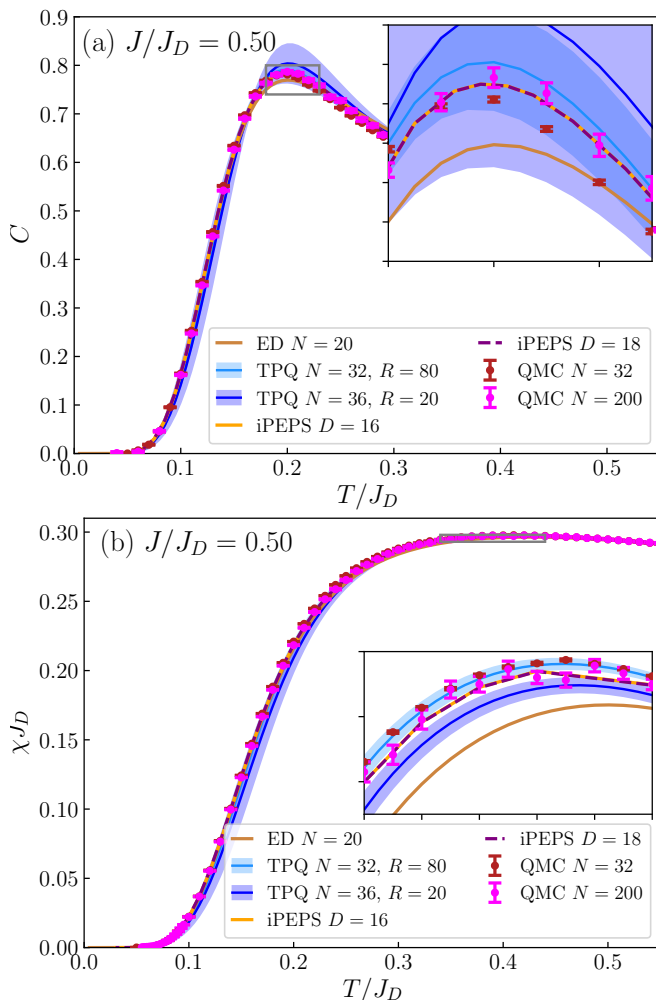 (a) J/J_D = 0.50
0.9
0.8
0.7
0.6
0.5
0.4
0.3
0.2
0.1
0.0
C
ED N = 20
TPQ N = 32, R = 80
TPQ N = 36, R = 20
iPEPS D = 16
iPEPS D = 18
QMC N = 32
QMC N = 200
0.1 0.2 0.3 0.4 0.5
T/J_D
(b) J/J_D = 0.50
0.30
0.25
0.20
0.15
0.10
0.05
0.00
χJ_D
ED N = 20
TPQ N = 32, R = 80
TPQ N = 36, R = 20
iPEPS D = 16
iPEPS D = 18
QMC N = 32
QMC N = 200
0.0 0.1 0.2 0.3 0.4 0.5
T/J_D